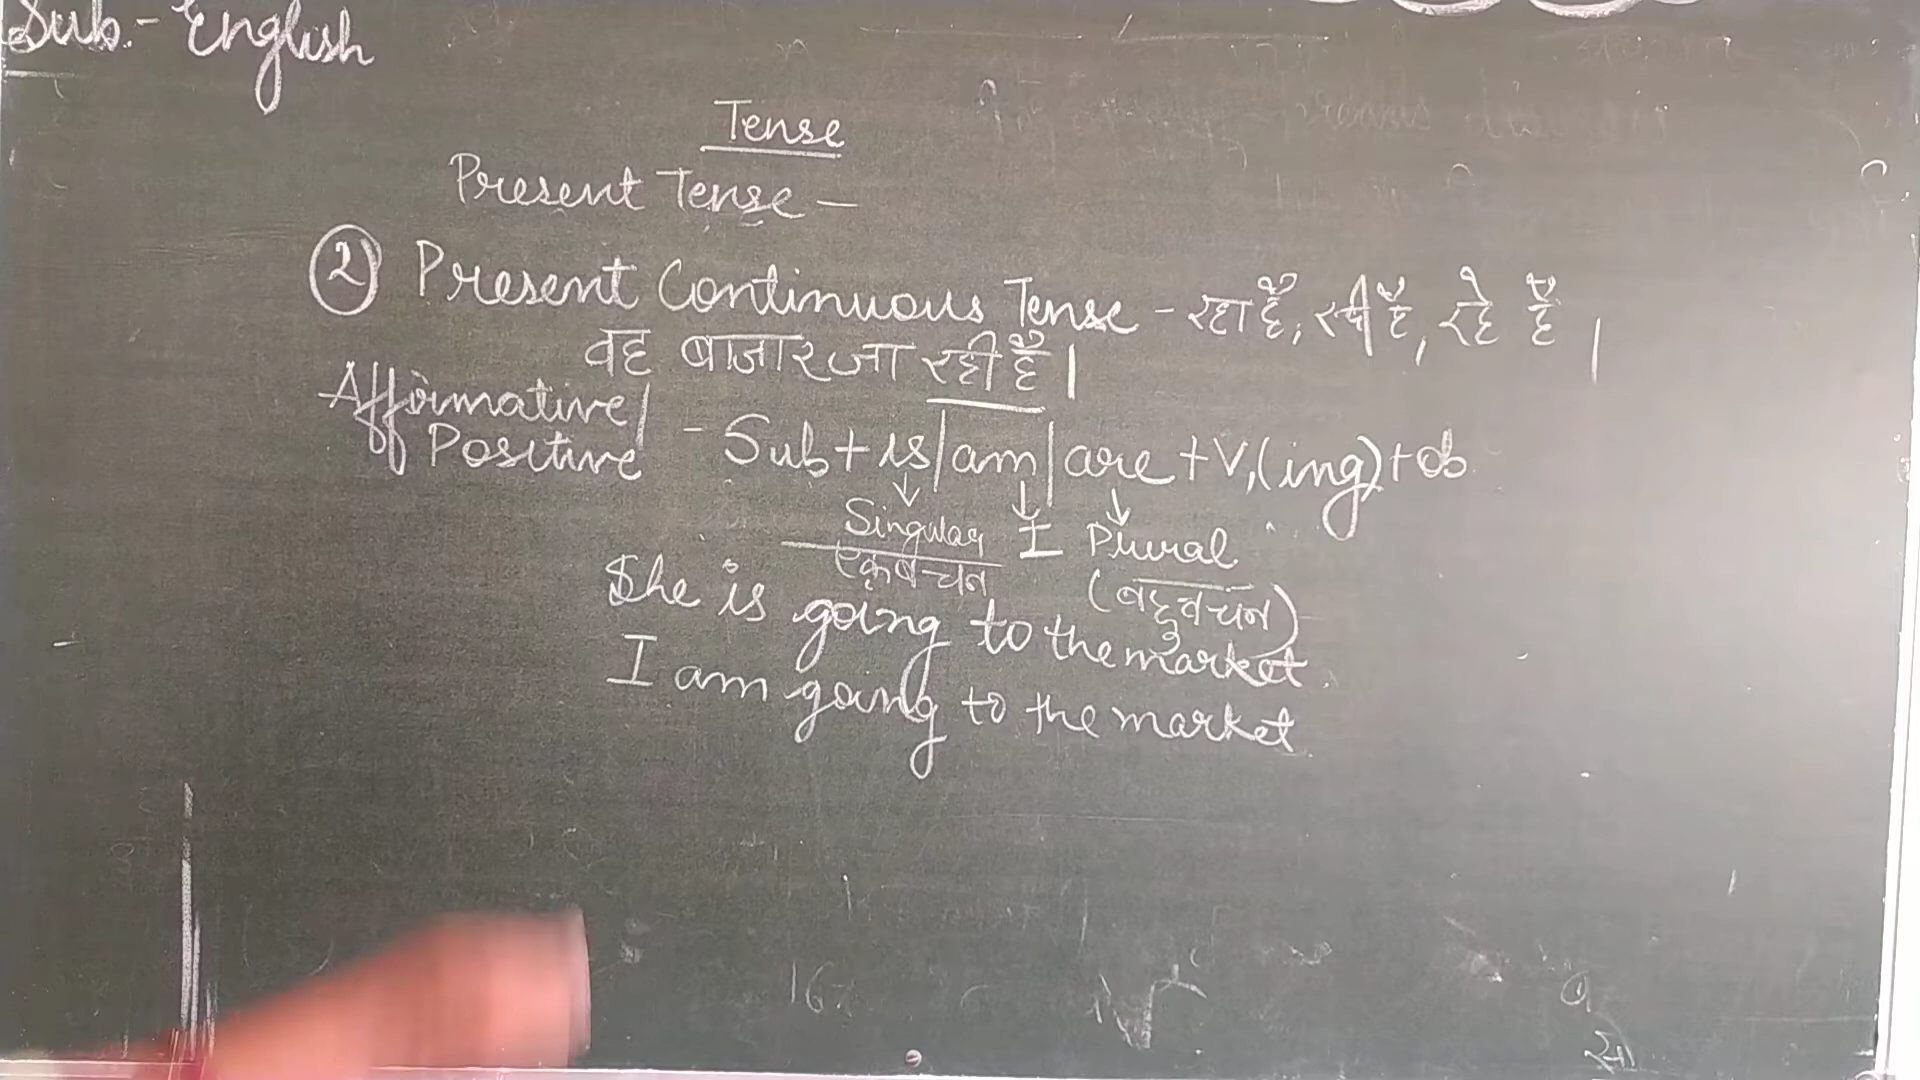 Sub.- English
Tense
Present Tense -
② Present Continuous Tense - रहा है, रही है, रहे हैं।
वह बाजार जा रही है।
Affirmative/
Positive - Sub + is|am|are + V₁(ing) + ob
Singular I Plural
एकवचन (बहुवचन)
She is going to the market.
I am going to the market.